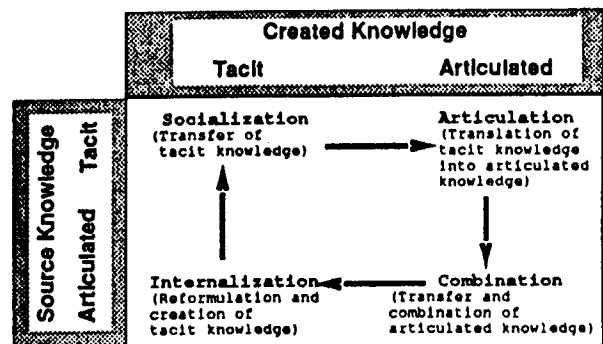 Created Knowledge
Tacit Articulated
Source Knowledge
Articulated Tacit
Socialization
(Transfer of
tacit knowledge)
Articulation
(Translation of
tacit knowledge
into articulated
knowledge)
Internalization
(Reformulation and
creation of
tacit knowledge)
Combination
(Transfer and
combination of
articulated knowledge)